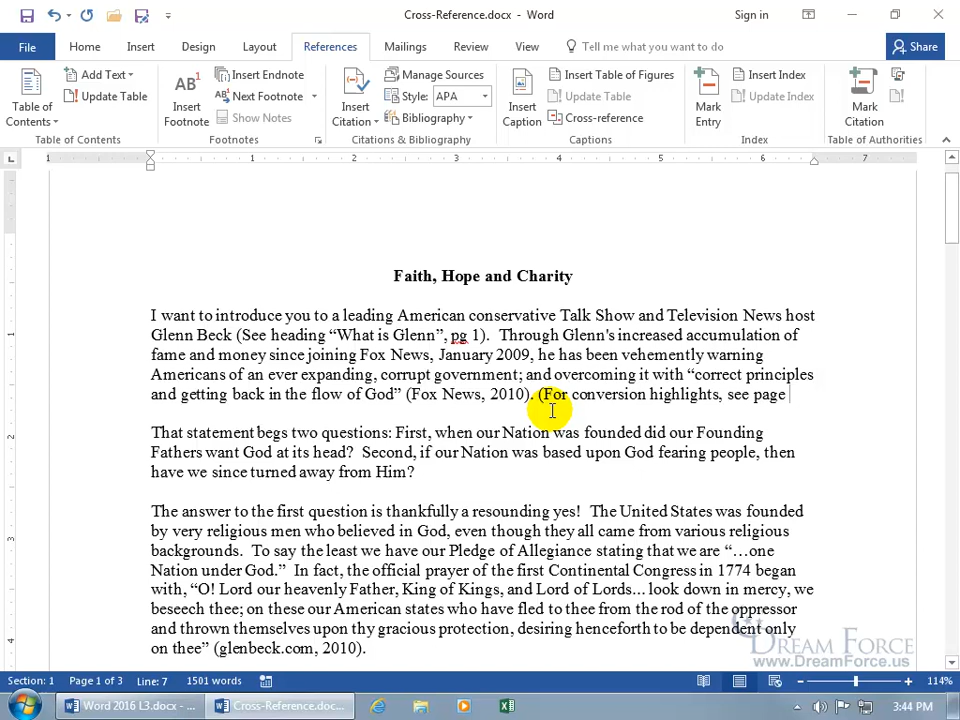 Cross-Reference.docx - Word
Sign in
File Home Insert Design Layout References Mailings Review View Tell me what you want to do Share
Table of Contents
Add Text
Update Table
Table of Contents
AB1
Insert Footnote
Insert Endnote
Next Footnote
Show Notes
Footnotes
Insert Citation
Manage Sources
Style: APA
Bibliography
Citations & Bibliography
Insert Caption
Insert Table of Figures
Update Table
Cross-reference
Captions
Mark Entry
Insert Index
Update Index
Index
Mark Citation
Table of Authorities
1 1 2 3 4 5 6 7
1
2
3
4
Faith, Hope and Charity
I want to introduce you to a leading American conservative Talk Show and Television News host
Glenn Beck (See heading “What is Glenn”, pg 1).  Through Glenn's increased accumulation of
fame and money since joining Fox News, January 2009, he has been vehemently warning
Americans of an ever expanding, corrupt government; and overcoming it with “correct principles
and getting back in the flow of God” (Fox News, 2010). (For conversion highlights, see page
That statement begs two questions: First, when our Nation was founded did our Founding
Fathers want God at its head?  Second, if our Nation was based upon God fearing people, then
have we since turned away from Him?
The answer to the first question is thankfully a resounding yes!  The United States was founded
by very religious men who believed in God, even though they all came from various religious
backgrounds.  To say the least we have our Pledge of Allegiance stating that we are “…one
Nation under God.”  In fact, the official prayer of the first Continental Congress in 1774 began
with, “O! Lord our heavenly Father, King of Kings, and Lord of Lords... look down in mercy, we
beseech thee; on these our American states who have fled to thee from the rod of the oppressor
and thrown themselves upon thy gracious protection, desiring henceforth to be dependent only
on thee” (glenbeck.com, 2010).
DREAM FORCE
www.DreamForce.us
Section: 1 Page 1 of 3 Line: 7 1501 words 114%
Word 2016 L3.docx - ... Cross-Reference.doc... 3:44 PM